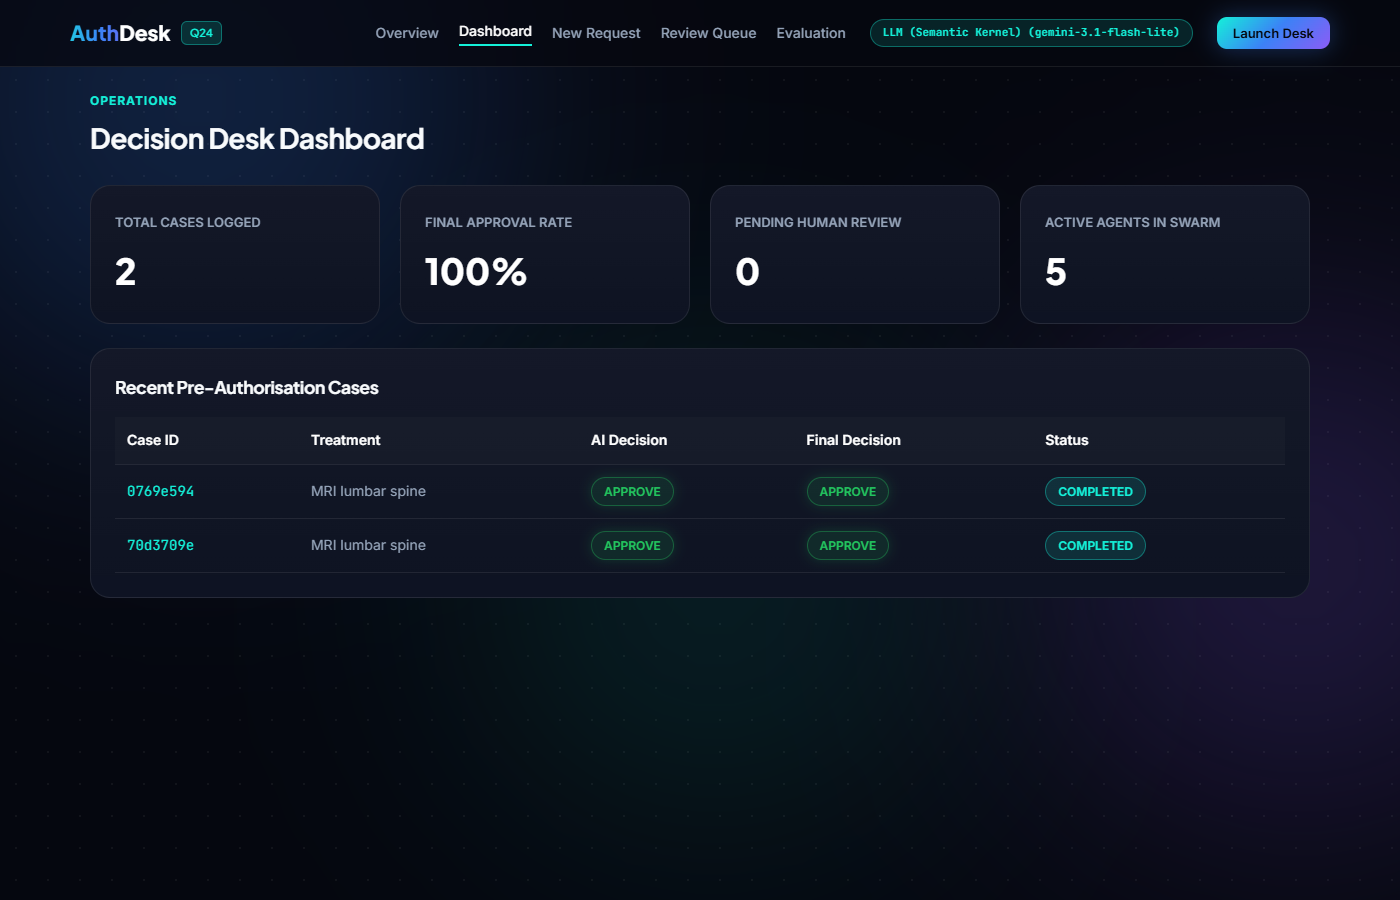 AuthDesk Q24 Overview Dashboard New Request Review Queue Evaluation LLM (Semantic Kernel) (gemini-3.1-flash-lite) Launch Desk
OPERATIONS
Decision Desk Dashboard
TOTAL CASES LOGGED FINAL APPROVAL RATE PENDING HUMAN REVIEW ACTIVE AGENTS IN SWARM
2 100% 0 5
Recent Pre-Authorisation Cases
Case ID Treatment AI Decision Final Decision Status
0769e594 MRI lumbar spine APPROVE APPROVE COMPLETED
70d3709e MRI lumbar spine APPROVE APPROVE COMPLETED